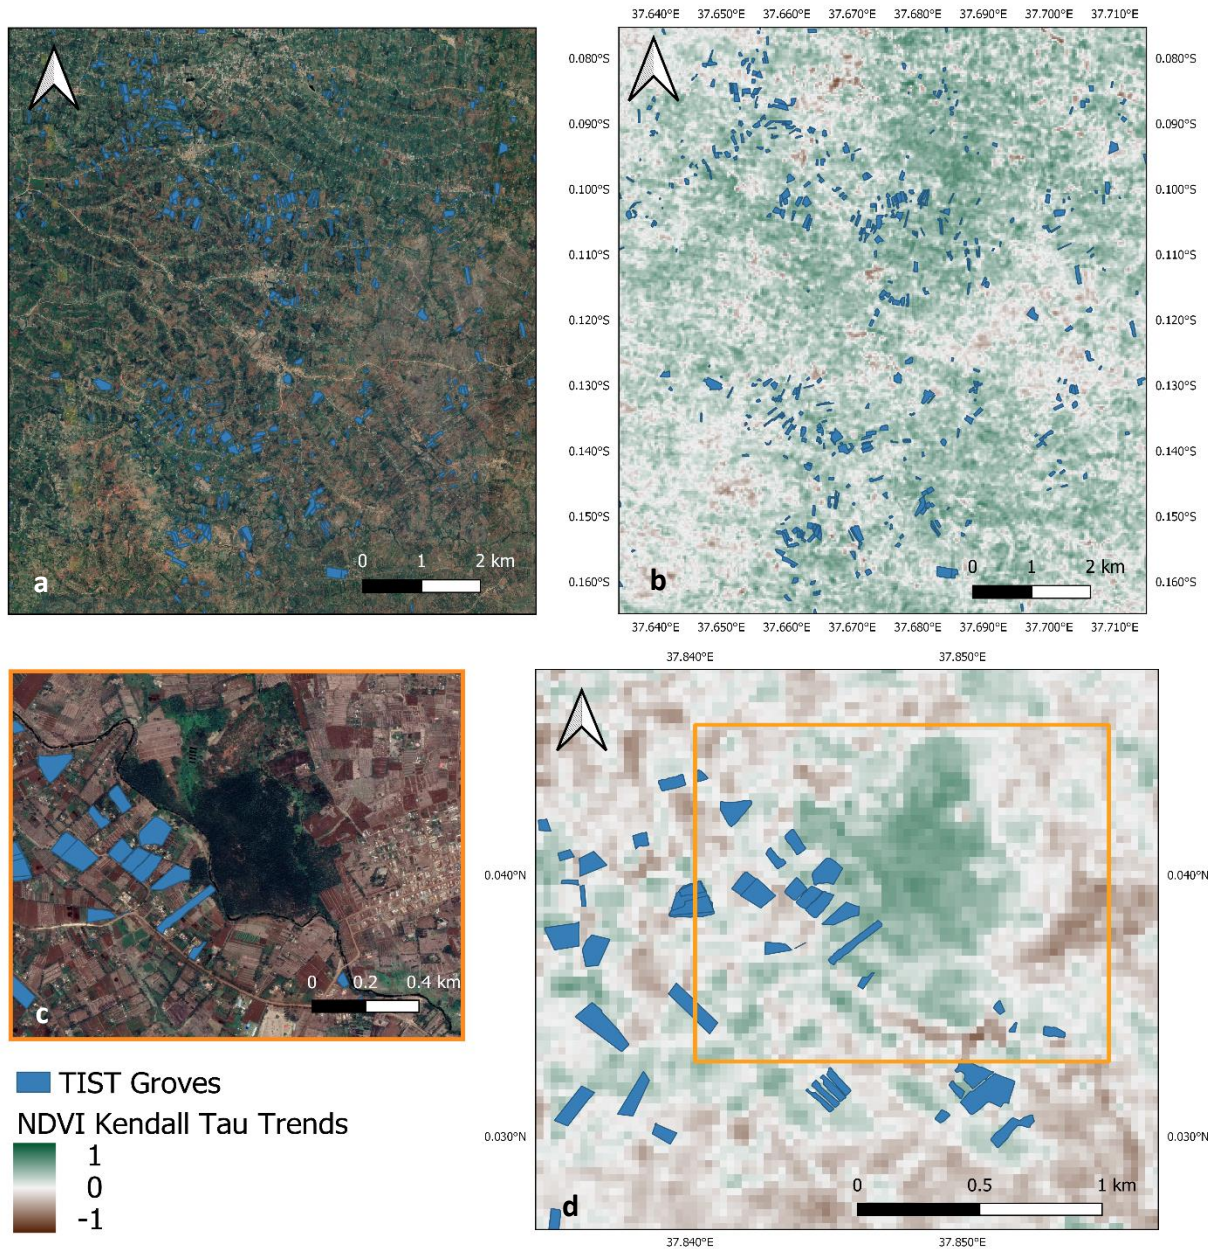 37.640°E 37.650°E 37.660°E 37.670°E 37.680°E 37.690°E 37.700°E 37.710°E
0.080°S 0.080°S
0.090°S 0.090°S
0.100°S 0.100°S
0.110°S 0.110°S
0.120°S 0.120°S
0.130°S 0.130°S
0.140°S 0.140°S
0.150°S 0.150°S
0 1 2 km 0 1 2 km
a b
0.160°S 0.160°S
37.640°E 37.650°E 37.660°E 37.670°E 37.680°E 37.690°E 37.700°E 37.710°E
37.840°E 37.850°E
0.040°N 0.040°N
0 0.2 0.4 km
c
TIST Groves
NDVI Kendall Tau Trends
1
0
-1
0.030°N 0.030°N
0 0.5 1 km
d
37.840°E 37.850°E